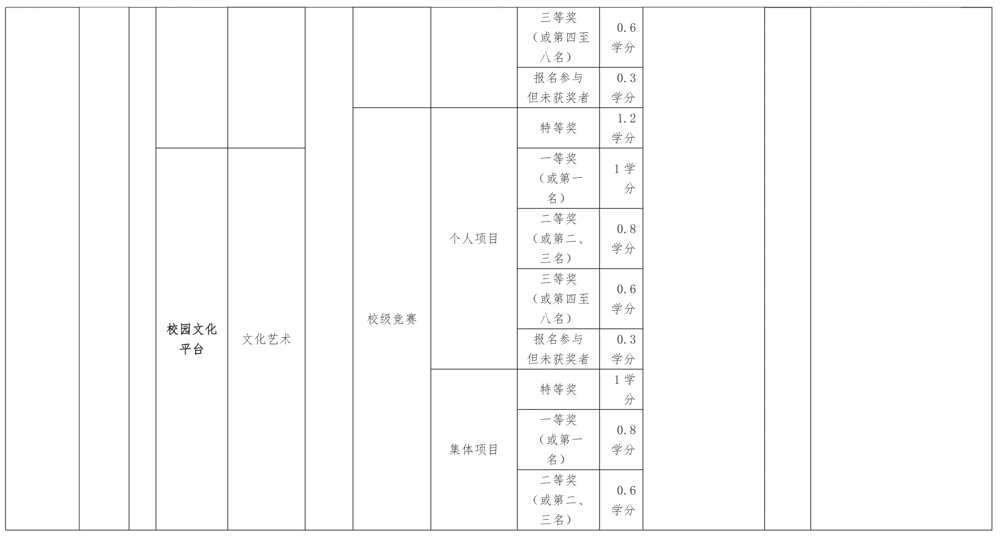 三等奖
（或第四至
八名）
0.6
学分
报名参与
但未获奖者
0.3
学分
校园文化
平台
文化艺术
校级竞赛
个人项目
特等奖
1.2
学分
一等奖
（或第一
名）
1 学
分
二等奖
（或第二、
三名）
0.8
学分
三等奖
（或第四至
八名）
0.6
学分
报名参与
但未获奖者
0.3
学分
集体项目
特等奖
1 学
分
一等奖
（或第一
名）
0.8
学分
二等奖
（或第二、
三名）
0.6
学分